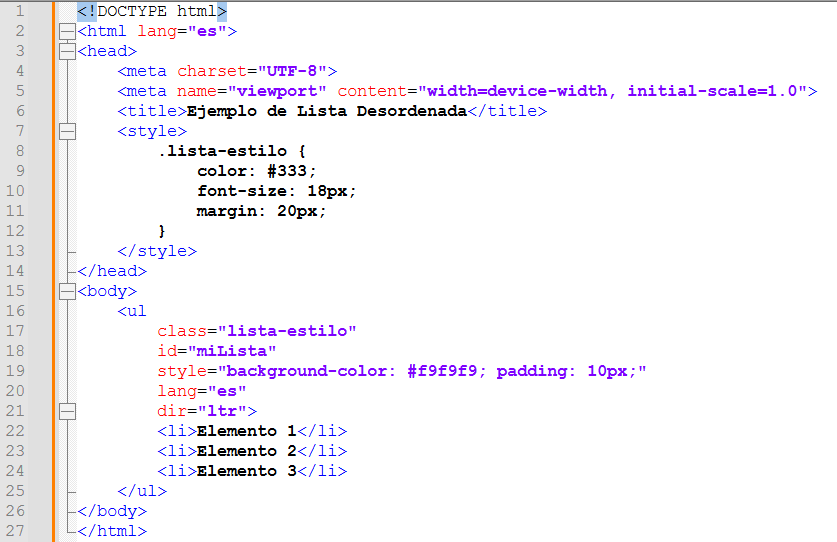 1 <!DOCTYPE html>
2 <html lang="es">
3 <head>
4     <meta charset="UTF-8">
5     <meta name="viewport" content="width=device-width, initial-scale=1.0">
6     <title>Ejemplo de Lista Desordenada</title>
7     <style>
8         .lista-estilo {
9             color: #333;
10             font-size: 18px;
11             margin: 20px;
12         }
13     </style>
14 </head>
15 <body>
16     <ul
17         class="lista-estilo"
18         id="miLista"
19         style="background-color: #f9f9f9; padding: 10px;"
20         lang="es"
21         dir="ltr">
22         <li>Elemento 1</li>
23         <li>Elemento 2</li>
24         <li>Elemento 3</li>
25     </ul>
26 </body>
27 </html>